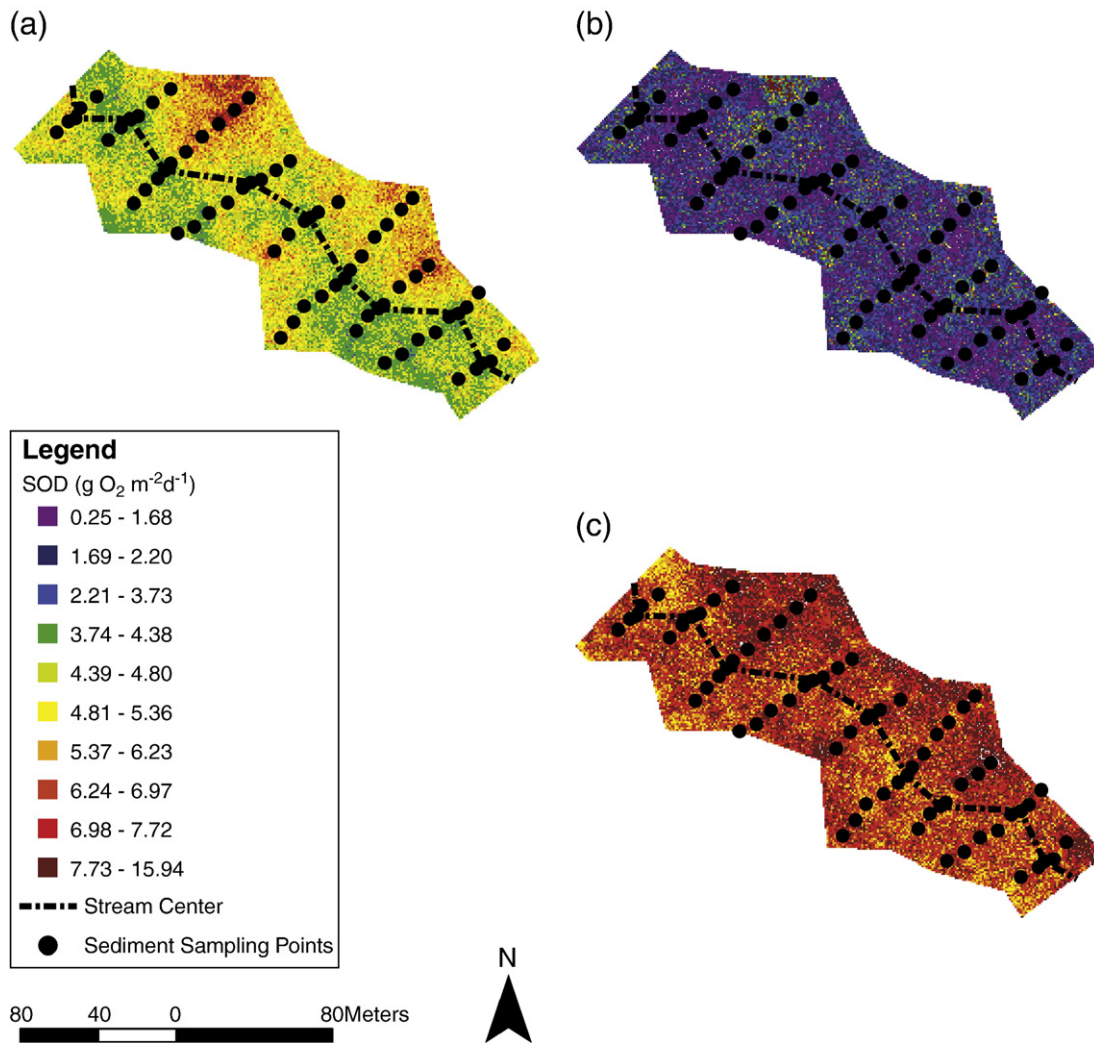 (a)
(b)
Legend
SOD (g O₂ m⁻²d⁻¹)
0.25 - 1.68
1.69 - 2.20
2.21 - 3.73
3.74 - 4.38
4.39 - 4.80
4.81 - 5.36
5.37 - 6.23
6.24 - 6.97
6.98 - 7.72
7.73 - 15.94
Stream Center
Sediment Sampling Points
(c)
N
80 40 0 80Meters